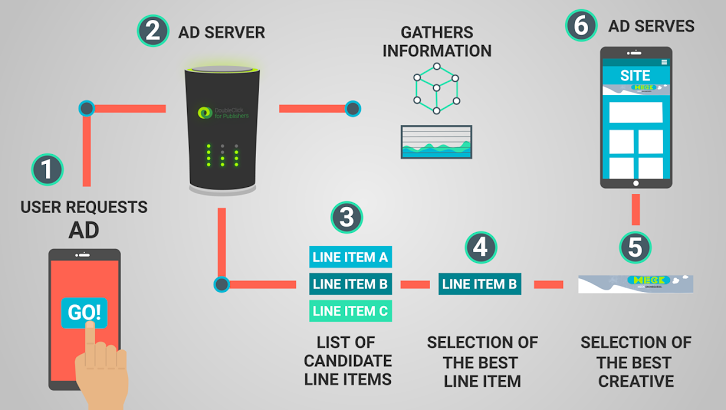 1
USER REQUESTS
AD
GO!
2
AD SERVER
DoubleClick
for Publishers
GATHERS
INFORMATION
3
LINE ITEM A
LINE ITEM B
LINE ITEM C
LIST OF
CANDIDATE
LINE ITEMS
4
LINE ITEM B
SELECTION OF
THE BEST
LINE ITEM
5
SELECTION OF
THE BEST
CREATIVE
6
AD SERVES
SITE